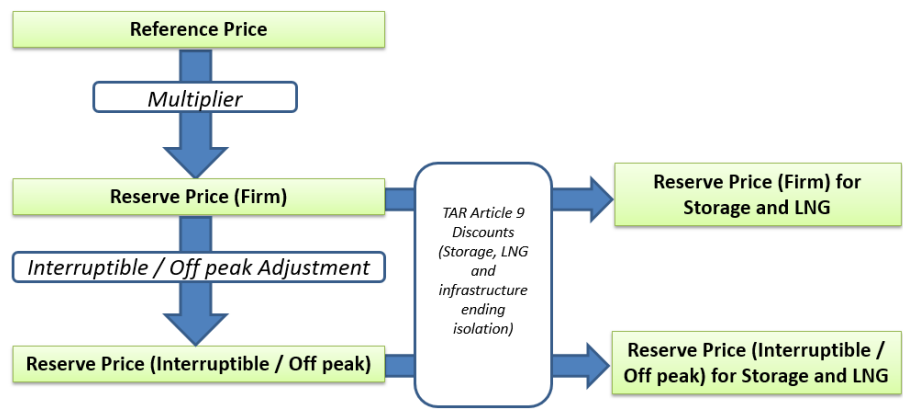 Reference Price
Multiplier
Reserve Price (Firm)
Interruptible / Off peak Adjustment
Reserve Price (Interruptible / Off peak)
TAR Article 9
Discounts
(Storage, LNG
and
infrastructure
ending
isolation)
Reserve Price (Firm) for
Storage and LNG
Reserve Price (Interruptible /
Off peak) for Storage and LNG